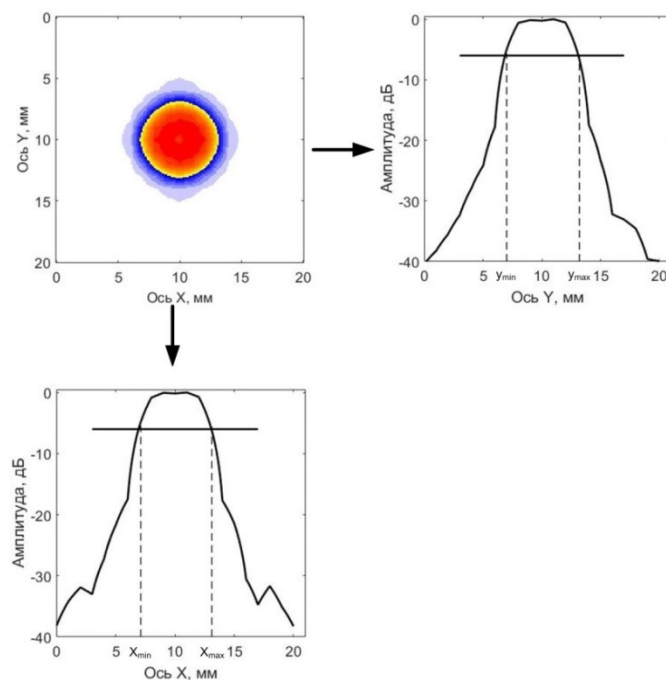 0
5
10
15
20
Ось Y, мм
0 5 10 15 20
Ось X, мм
0
-10
-20
-30
-40
Амплитуда, дБ
0 5 ymin ymax 15 20
Ось Y, мм
0
-10
-20
-30
-40
Амплитуда, дБ
0 5 Xmin Xmax 15 20
Ось X, мм